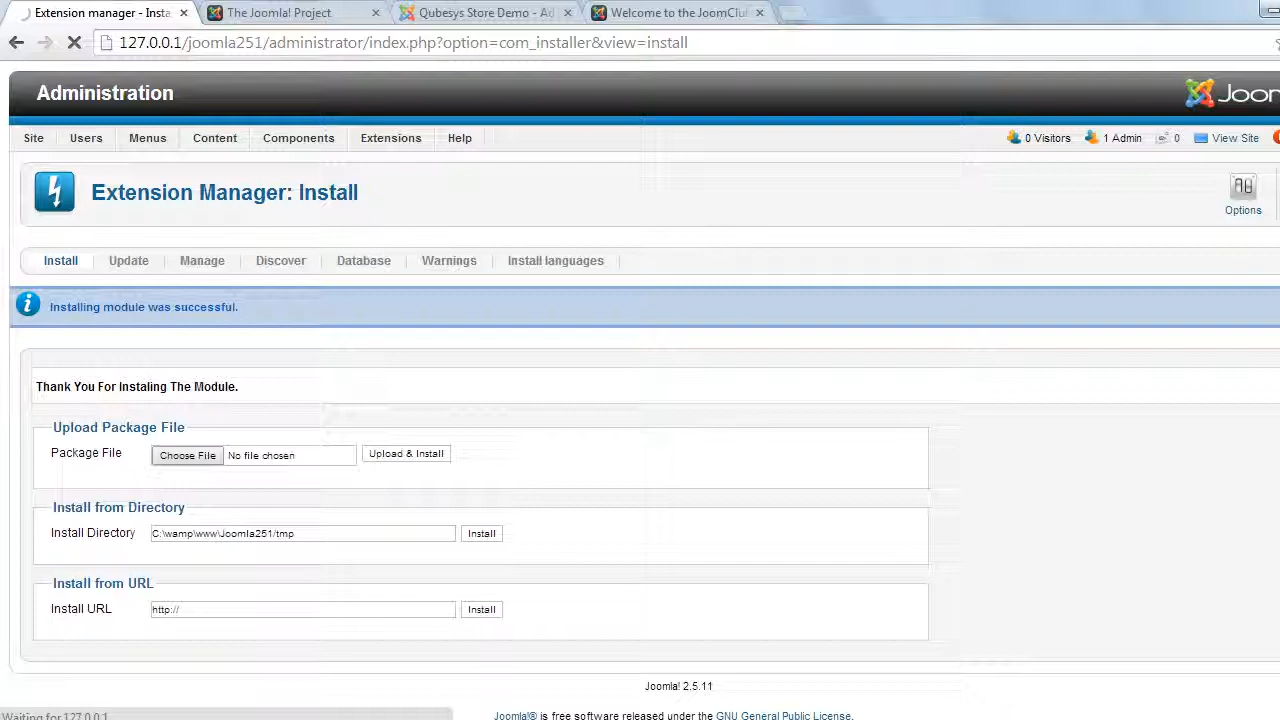 Extension manager - Insta
The Joomla! Project
Qubesys Store Demo - Ad
Welcome to the JoomClu
127.0.0.1/joomla251/administrator/index.php?option=com_installer&view=install
Administration
Joom
Site
Users
Menus
Content
Components
Extensions
Help
0 Visitors
1 Admin
0
View Site
Extension Manager: Install
Options
Install
Update
Manage
Discover
Database
Warnings
Install languages
Installing module was successful.
Thank You For Instaling The Module.
Upload Package File
Package File
Choose File
No file chosen
Upload & Install
Install from Directory
Install Directory
C:\wamp\www\Joomla251/tmp
Install
Install from URL
Install URL
http://
Install
Joomla! 2.5.11
Waiting for 127.0.0.1
Joomla!® is free software released under the GNU General Public License.